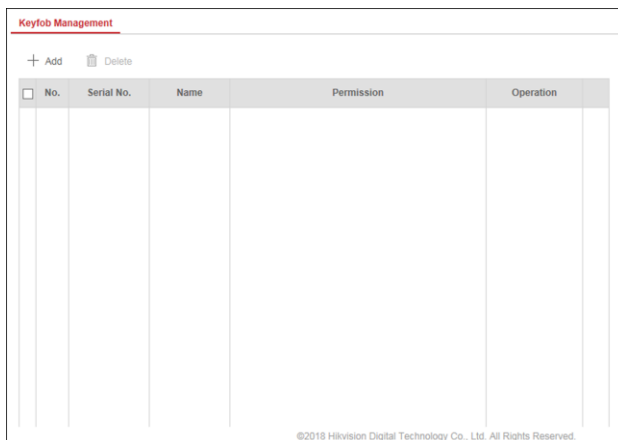 Keyfob Management
Add Delete
No. Serial No. Name Permission Operation
©2018 Hikvision Digital Technology Co., Ltd. All Rights Reserved.